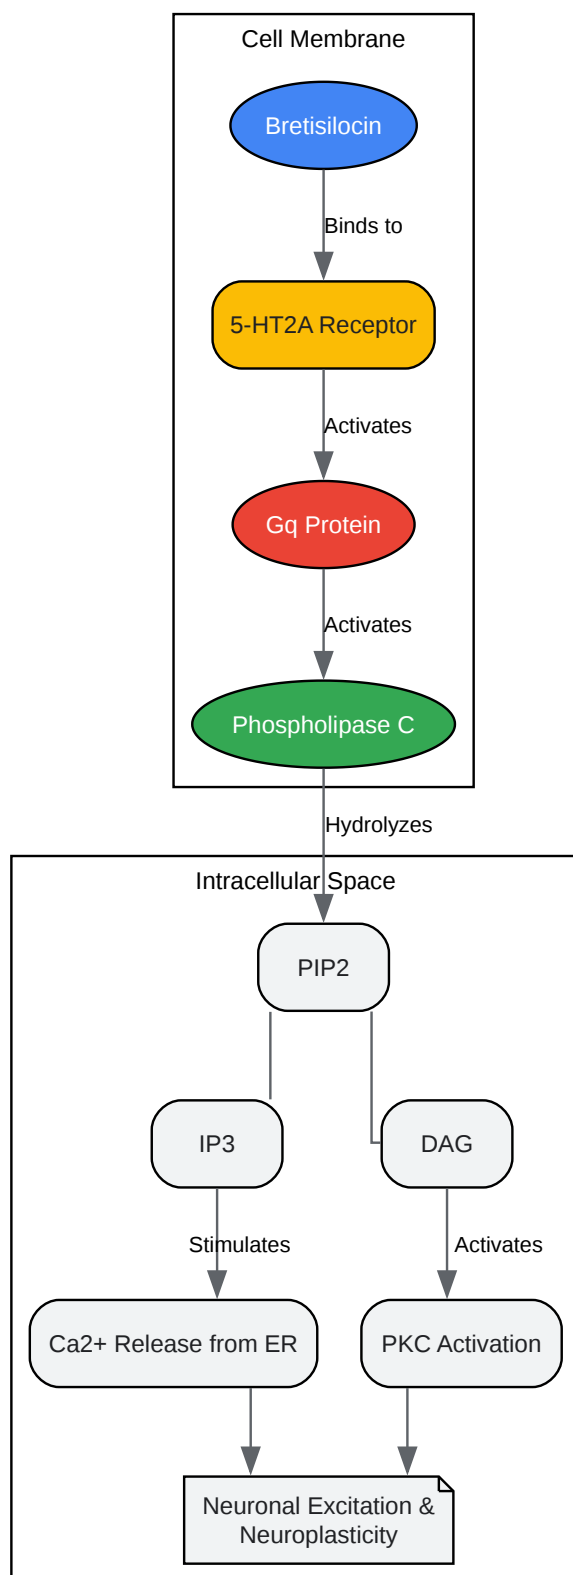 Cell Membrane
Bretisilocin
Binds to
5-HT2A Receptor
Activates
Gq Protein
Activates
Phospholipase C
Hydrolyzes
Intracellular Space
PIP2
IP3
DAG
Stimulates
Activates
Ca2+ Release from ER
PKC Activation
Neuronal Excitation &
Neuroplasticity